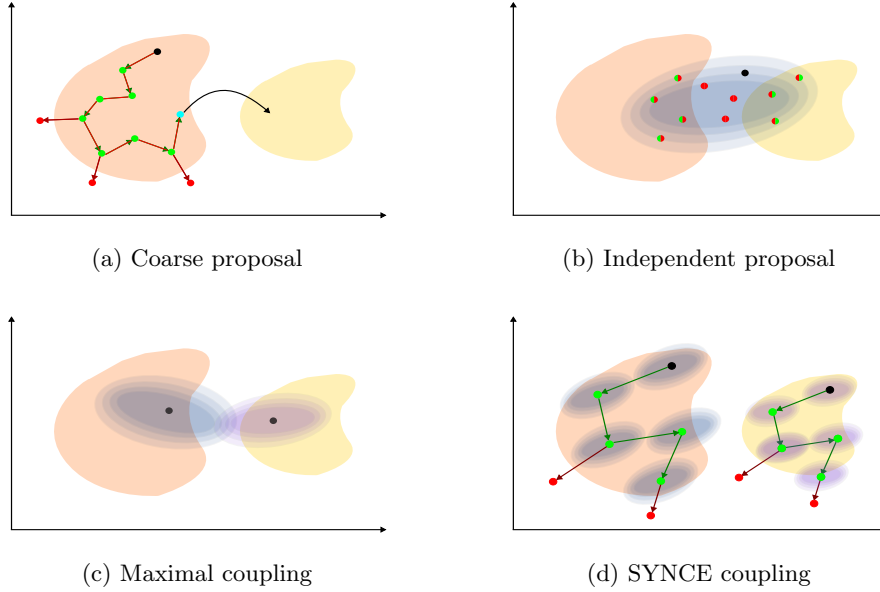 (a) Coarse proposal
(b) Independent proposal
(c) Maximal coupling
(d) SYNCE coupling